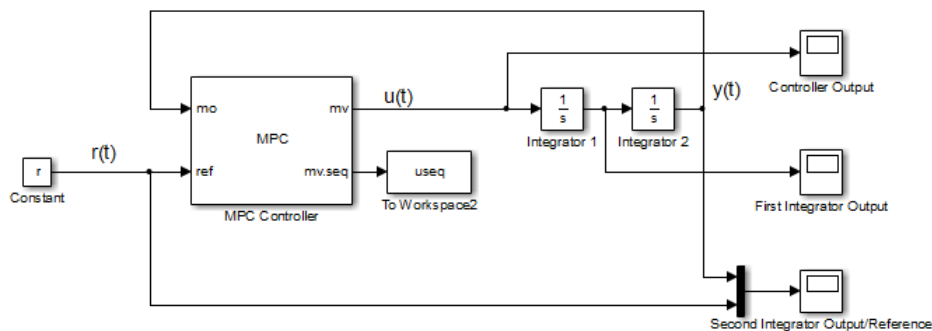 u(t)
y(t)
Controller Output
mo
mv
MPC
1
s
Integrator 1
1
s
Integrator 2
r(t)
r
Constant
ref
mv.seq
MPC Controller
useq
To Workspace2
First Integrator Output
Second Integrator Output/Reference